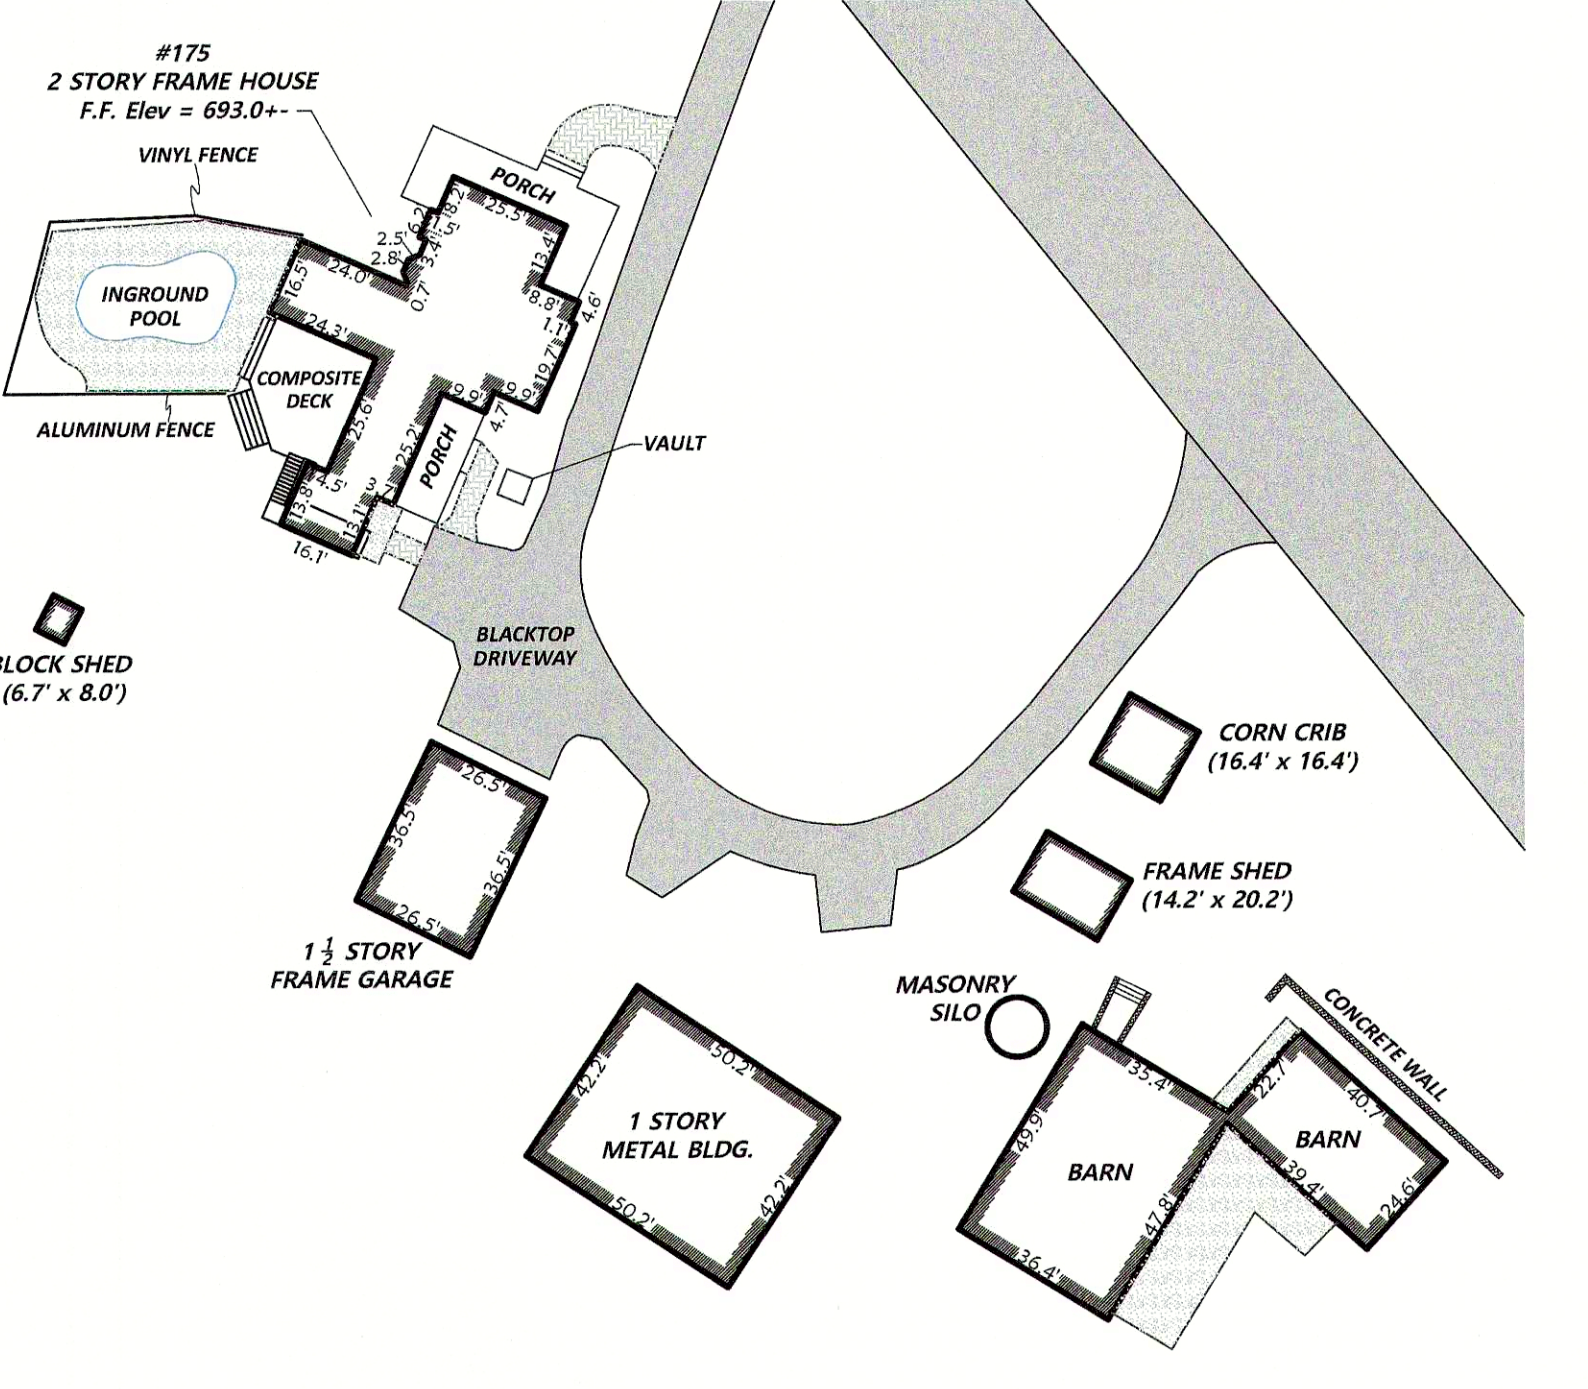 #175
2 STORY FRAME HOUSE
F.F. Elev = 693.0+-
VINYL FENCE
INGROUND
POOL
ALUMINUM FENCE
COMPOSITE
DECK
PORCH
8.2'
25.5'
6.2'
2.5'
3.4'
2.8'
0.7'
13.4'
8.8'
4.6'
1.1'
19.7'
9.9'
9.9'
4.7'
24.0'
16.5'
24.3'
25.6'
25.2'
PORCH
4.5'
13.8'
13.1'
16.1'
VAULT
BLACKTOP
DRIVEWAY
LOCK SHED
(6.7' x 8.0')
26.5'
36.5'
36.5'
26.5'
1 1/2 STORY
FRAME GARAGE
CORN CRIB
(16.4' x 16.4')
FRAME SHED
(14.2' x 20.2')
MASONRY
SILO
50.2'
42.2'
1 STORY
METAL BLDG.
42.2'
50.2'
35.4'
49.9'
BARN
47.8'
36.4'
22.7'
40.7'
BARN
39.4'
24.6'
CONCRETE WALL